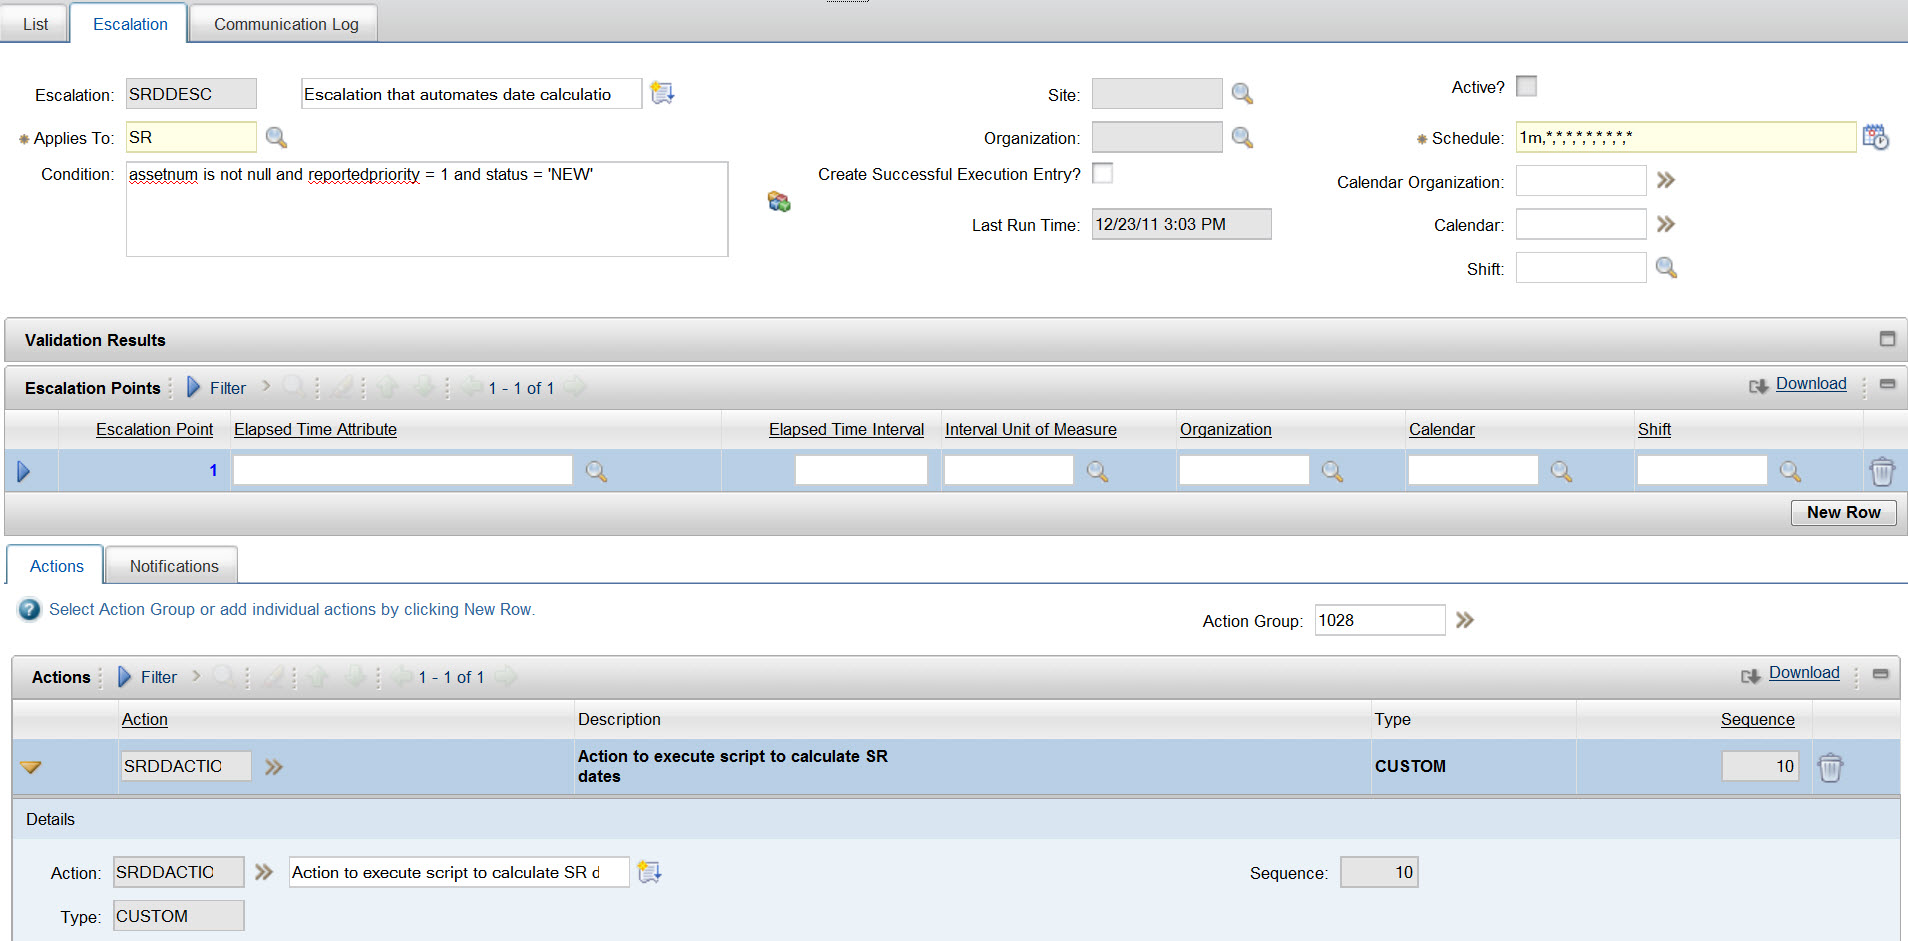 List
Escalation
Communication Log
Escalation: SRDDESC Escalation that automates date calculatio
Site:
Active?
Applies To: SR
Organization:
Schedule: 1m,*,*,*,*,*,*,*,*,*
Condition: assetnum is not null and reportedpriority = 1 and status = 'NEW'
Create Successful Execution Entry?
Calendar Organization:
Last Run Time: 12/23/11 3:03 PM
Calendar:
Shift:
Validation Results
Escalation Points Filter 1 - 1 of 1 Download
Escalation Point Elapsed Time Attribute Elapsed Time Interval Interval Unit of Measure Organization Calendar Shift
1
New Row
Actions
Notifications
Select Action Group or add individual actions by clicking New Row.
Action Group: 1028
Actions Filter 1 - 1 of 1 Download
Action Description Type Sequence
SRDDACTIO Action to execute script to calculate SR dates CUSTOM 10
Details
Action: SRDDACTIO Action to execute script to calculate SR d
Sequence: 10
Type: CUSTOM